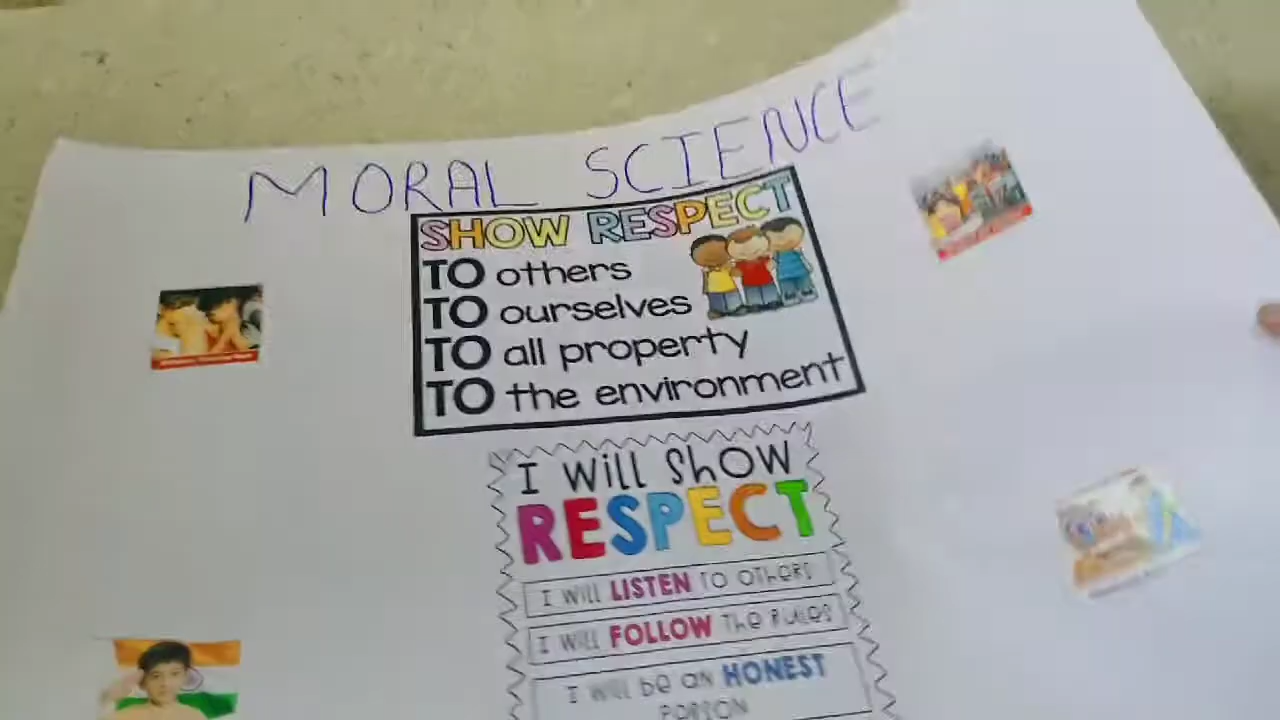 MORAL SCIENCE
SHOW RESPECT
TO others
TO ourselves
TO all property
TO the environment
I WILL ShOW
RESPECT
I WILL LISTEN TO OThERS
I WILL FOLLOW The RULES
I WILL be AN HONEST
PERSON